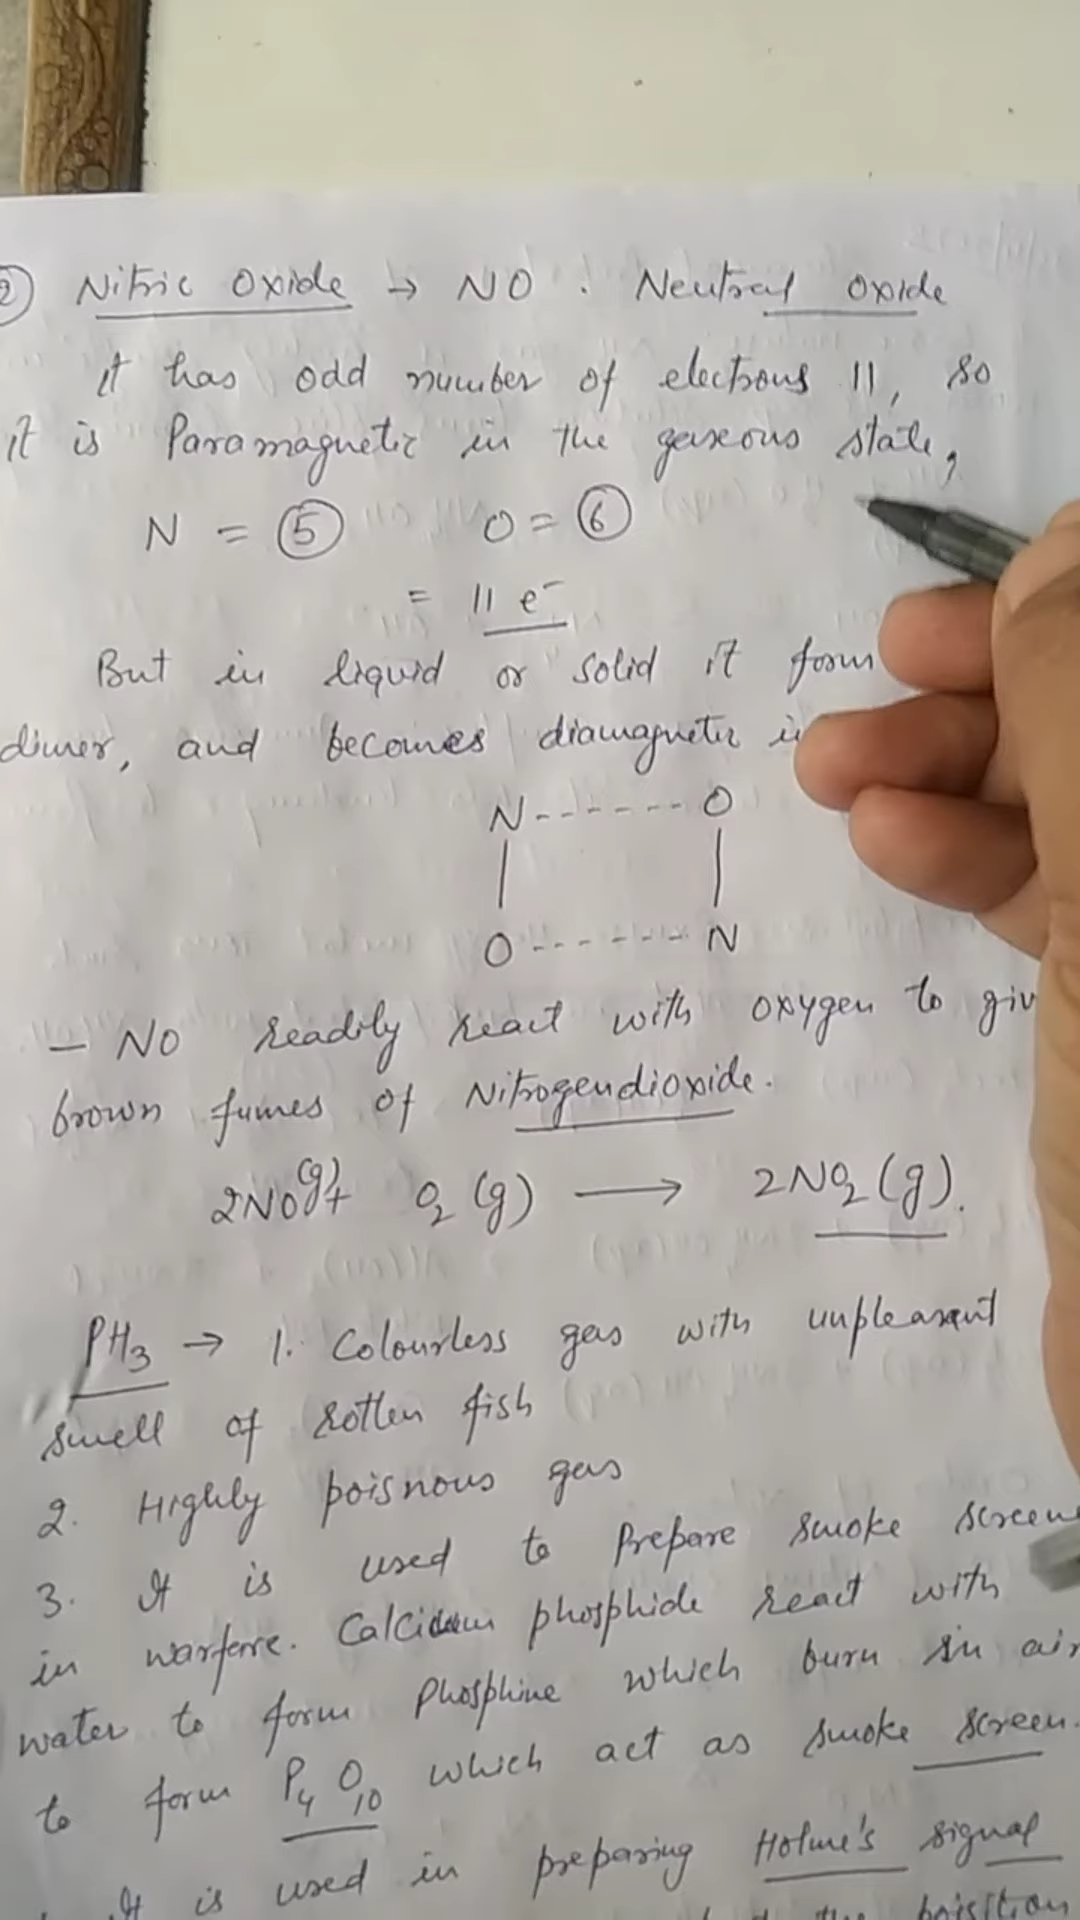 2 Nitric Oxide → NO . Neutral oxide
it has odd number of electrons 11, so
it is Paramagnetic in the gaseous state,
N = 5 O = 6
= 11 e⁻
But in liquid or solid it form
dimer, and becomes diamagnetic in
N------O
| |
O------N
- NO readily react with oxygen to giv
brown fumes of Nitrogendioxide.
2NO(g)+ O₂ (g) ⟶ 2NO₂ (g).
PH₃ → 1. Colourless gas with unpleasant
smell of rotten fish
2. Highly poisnous gas
3. It is used to Prepare smoke screens
in warfare. Calcium phosphide react with
water to form Phosphine which burn in air
to form P₄O₁₀ which act as smoke screen.
It is used in preparing Holme's signal